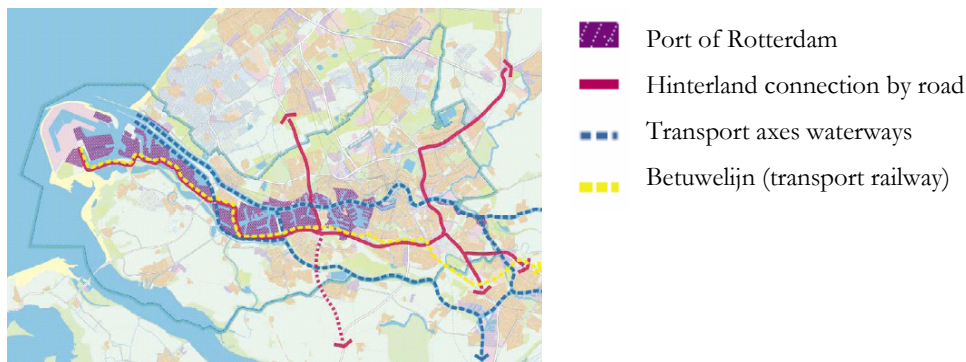 Port of Rotterdam
Hinterland connection by road
Transport axes waterways
Betuwelijn (transport railway)